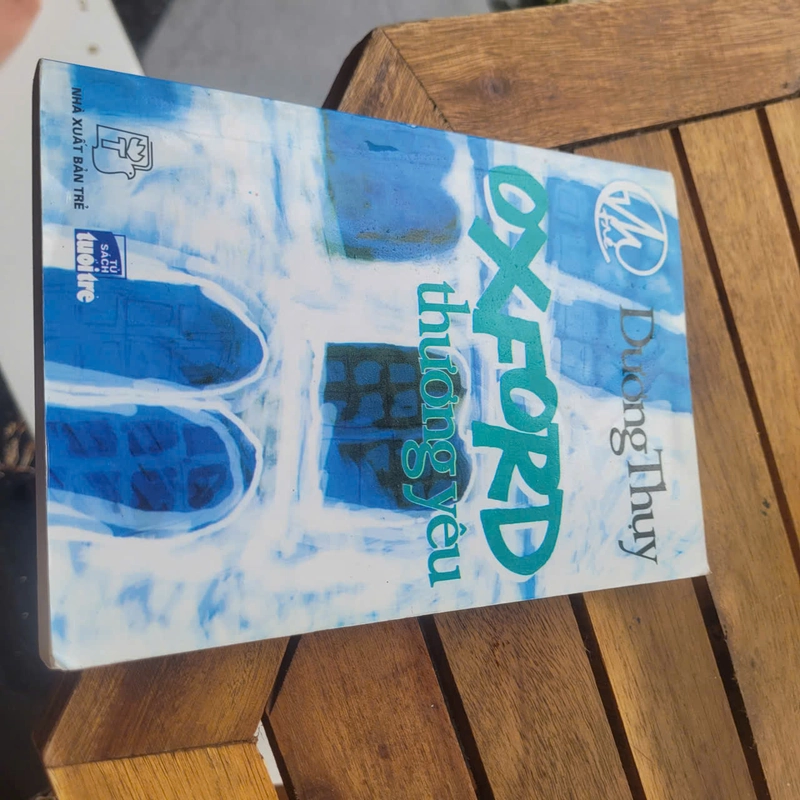 Dương Thụy
OXFORD
thương yêu
TỦ
SÁCH
tuổi trẻ
NHÀ XUẤT BẢN TRẺ